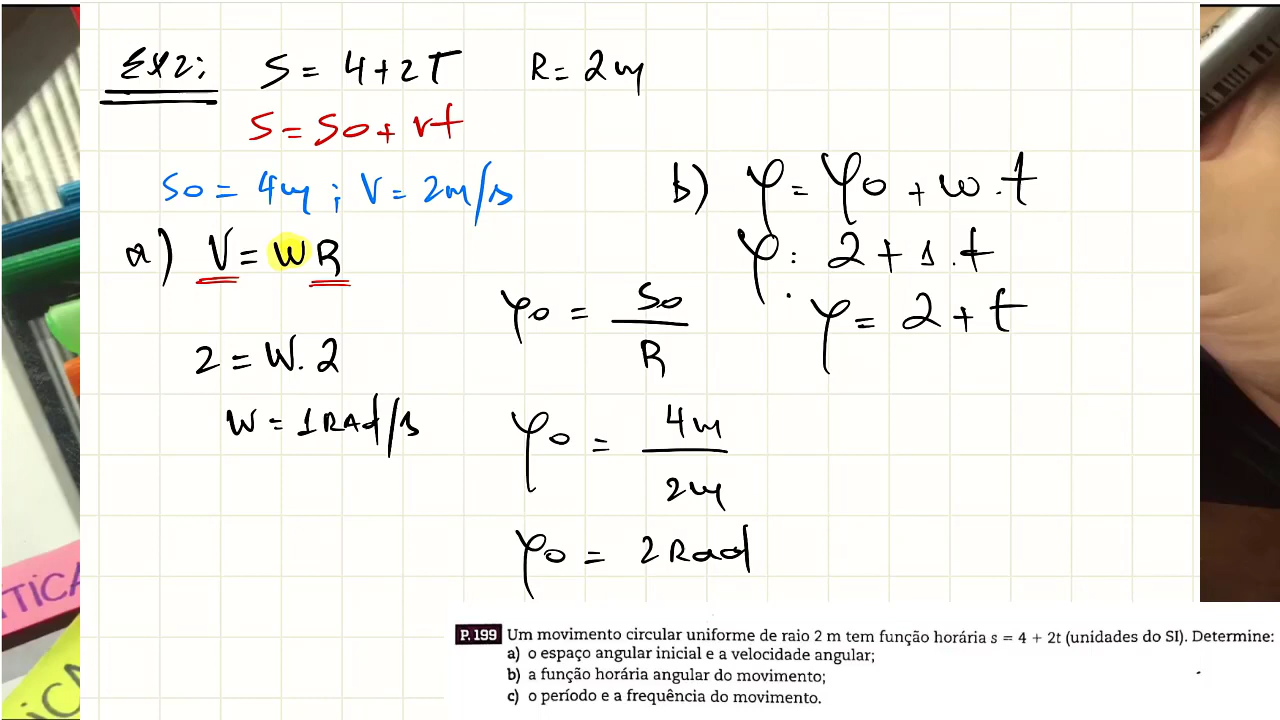 Ex2: S = 4+2T R = 2m
S = So + vt
So = 4m ; V = 2m/s
a) V = WR
2 = W.2
W = 1RAd/s
φo = So/R
φo = 4m/2m
φo = 2Rad
b) φ = φo + w.t
φ: 2 + 1.t
φ = 2 + t
P.199 Um movimento circular uniforme de raio 2 m tem função horária s = 4 + 2t (unidades do SI). Determine:
a) o espaço angular inicial e a velocidade angular;
b) a função horária angular do movimento;
c) o período e a frequência do movimento.